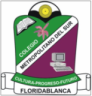 COLEGIO METROPOLITANO DEL SUR
CULTURA-PROGRESO-FUTURO
FLORIDABLANCA